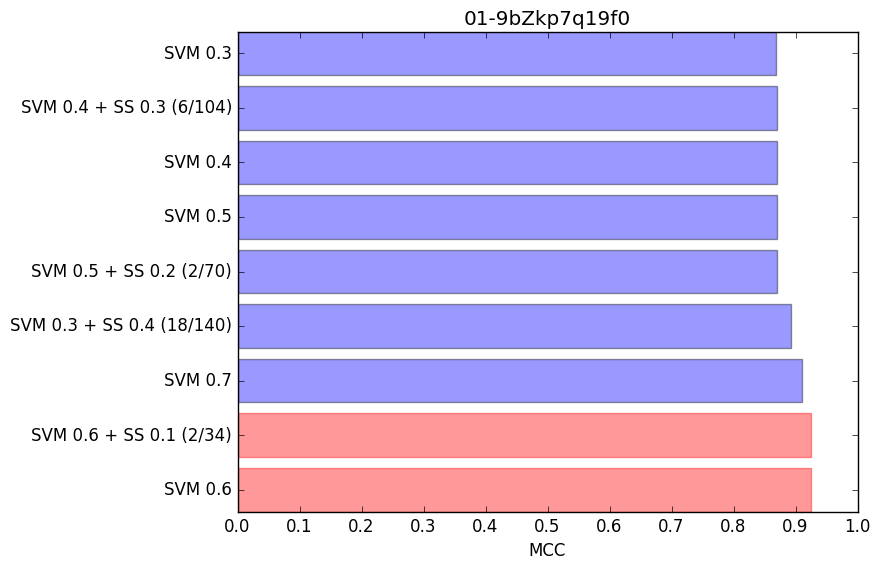 01-9bZkp7q19f0
SVM 0.3
SVM 0.4 + SS 0.3 (6/104)
SVM 0.4
SVM 0.5
SVM 0.5 + SS 0.2 (2/70)
SVM 0.3 + SS 0.4 (18/140)
SVM 0.7
SVM 0.6 + SS 0.1 (2/34)
SVM 0.6
0.0 0.1 0.2 0.3 0.4 0.5 0.6 0.7 0.8 0.9 1.0
MCC